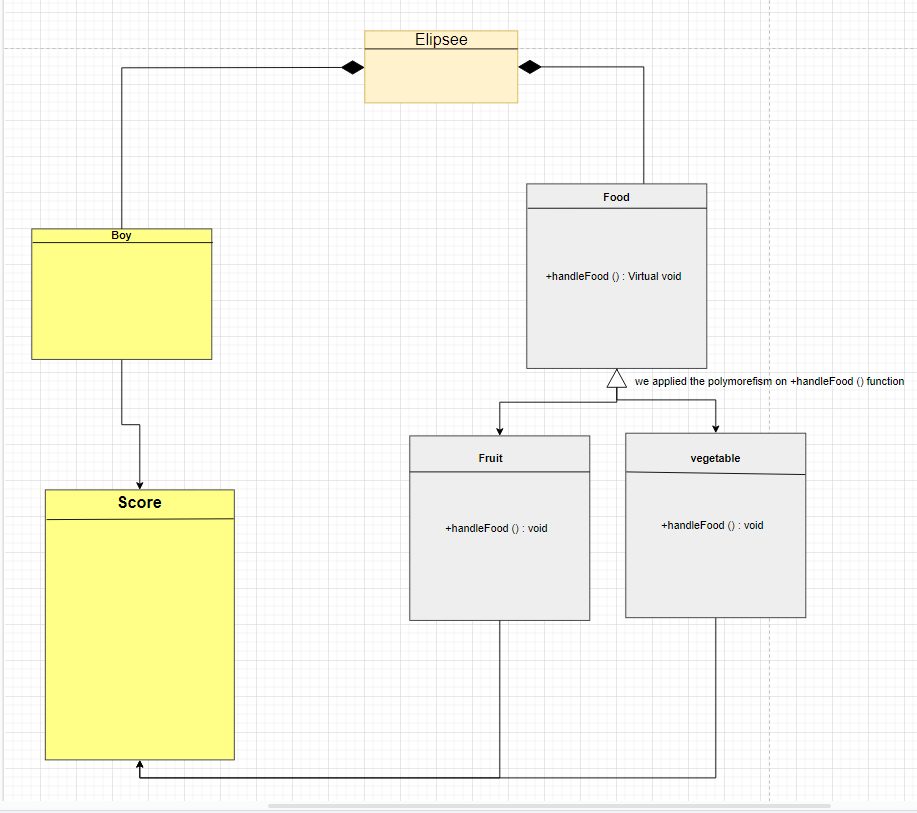 Elipsee
Food
+handleFood () : Virtual void
Boy
we applied the polymorefism on +handleFood () function
Fruit
+handleFood () : void
vegetable
+handleFood () : void
Score